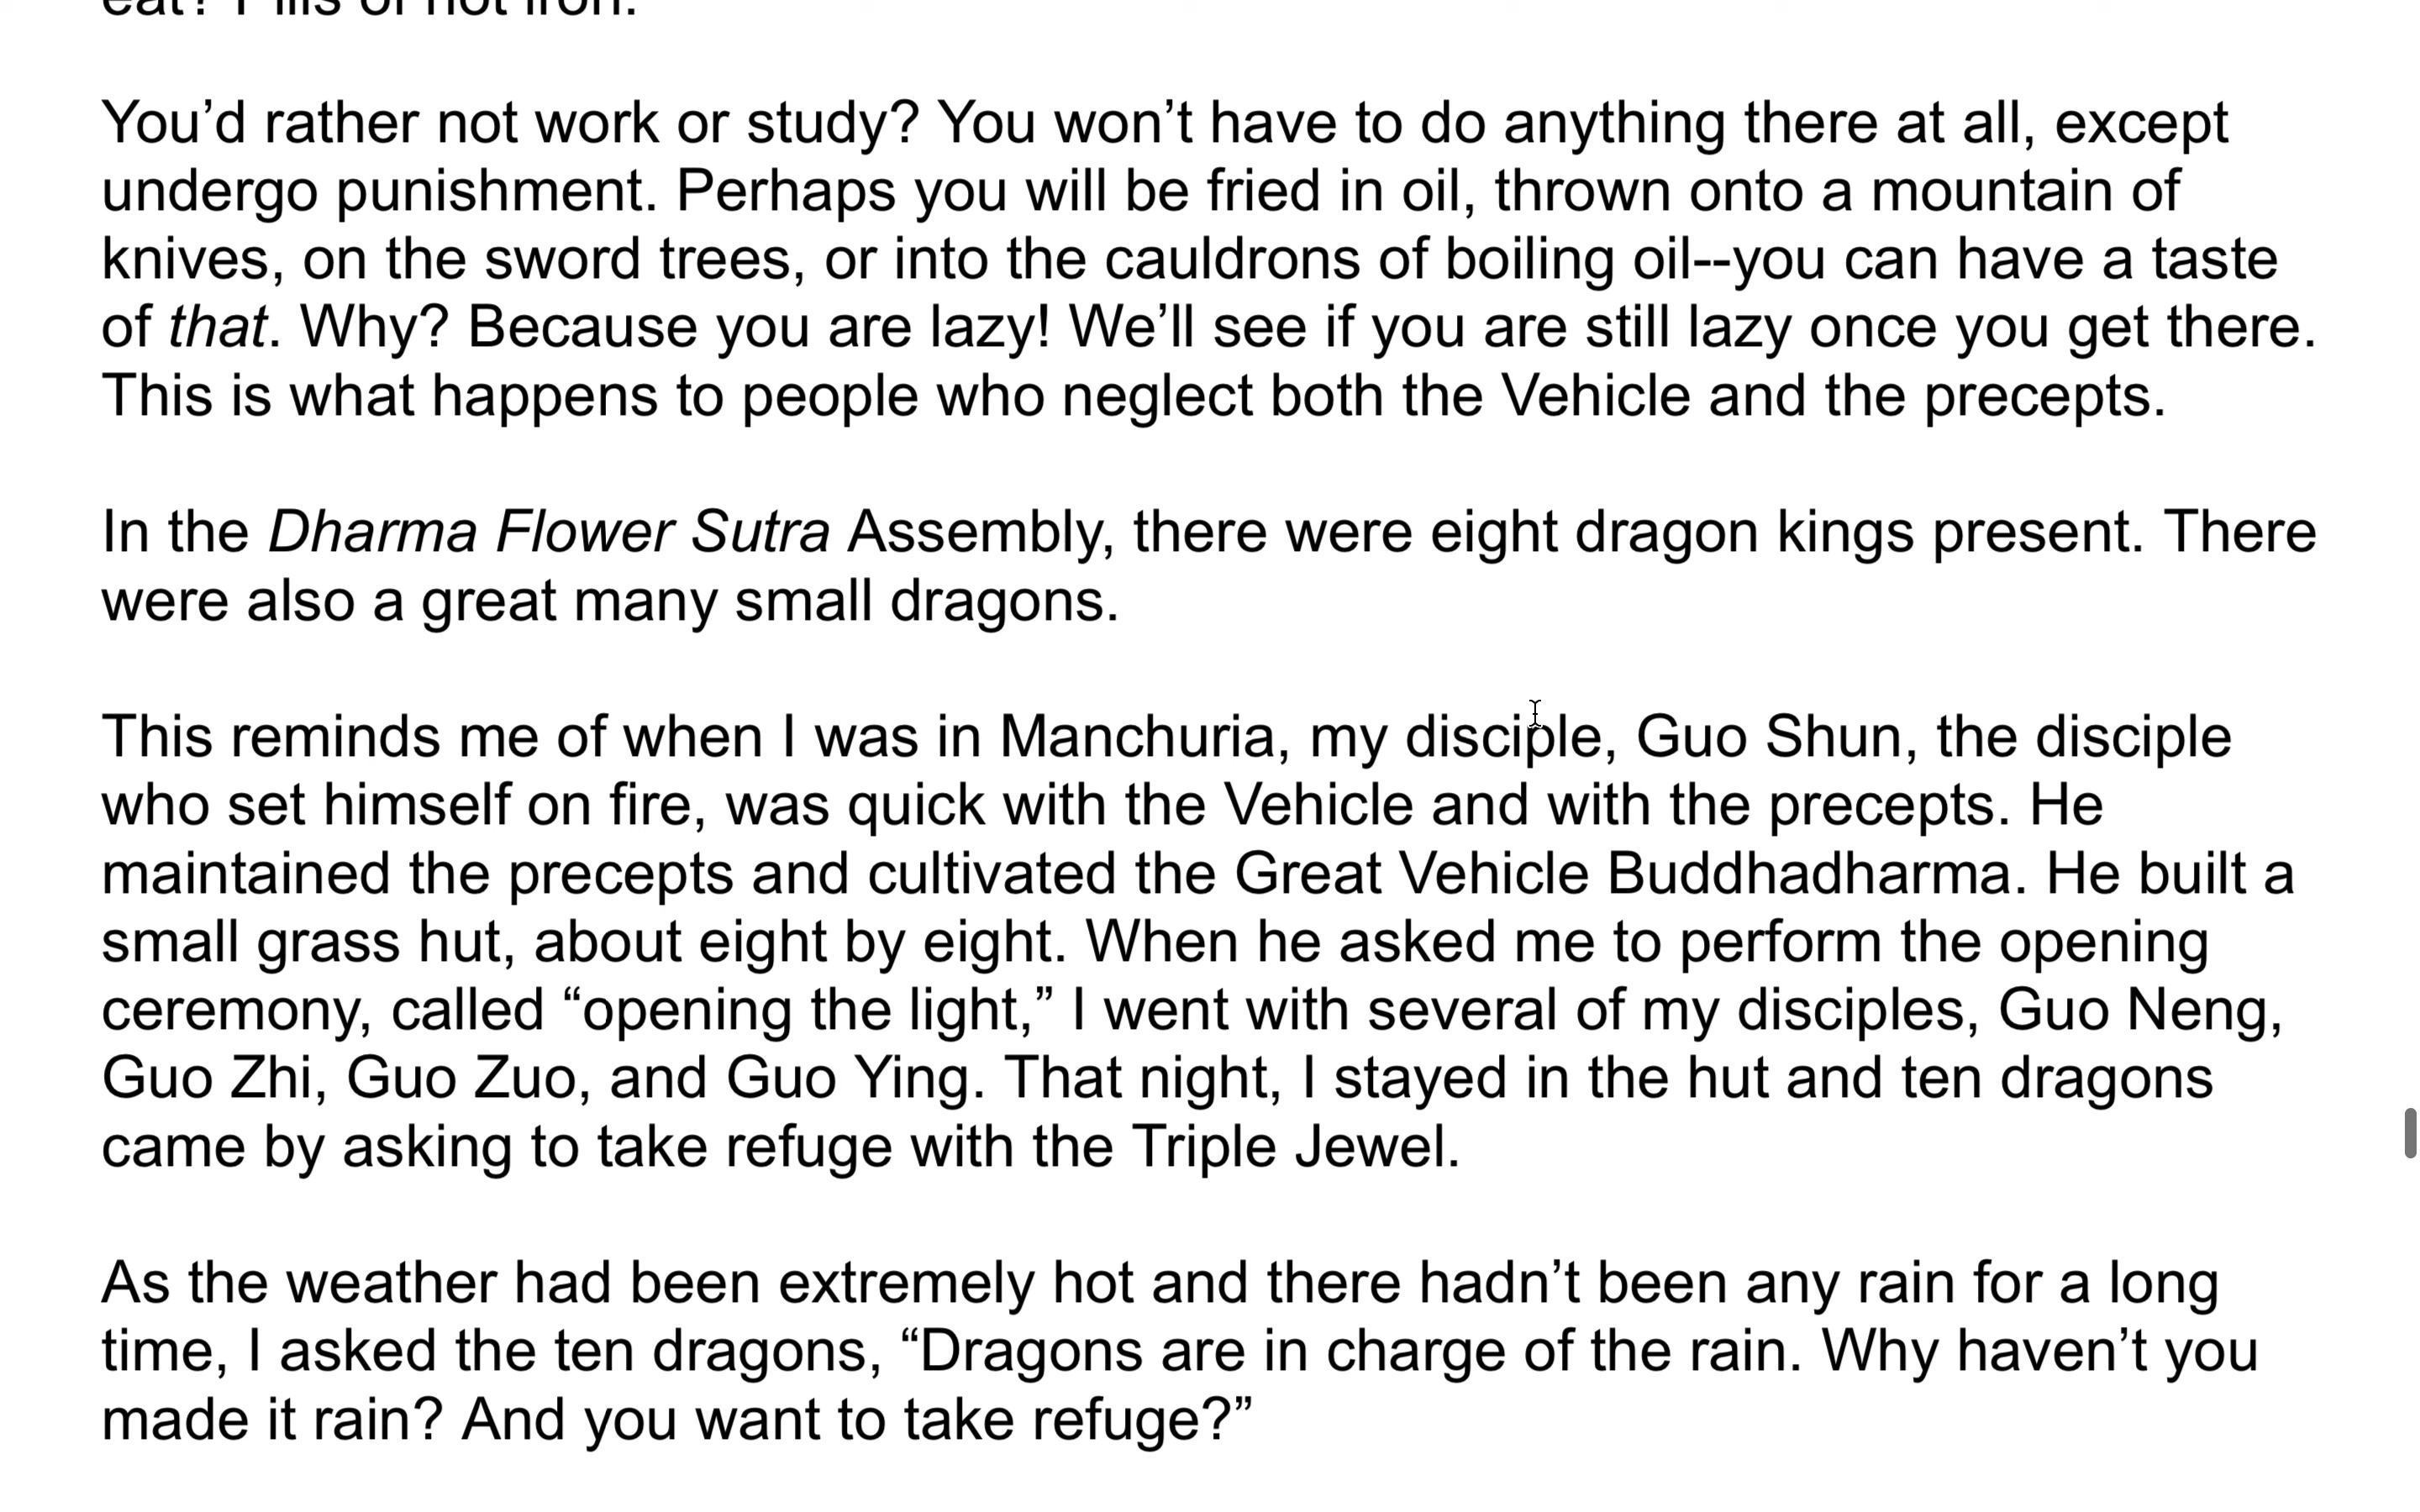 eat? Pills of hot iron.
You’d rather not work or study? You won’t have to do anything there at all, except
undergo punishment. Perhaps you will be fried in oil, thrown onto a mountain of
knives, on the sword trees, or into the cauldrons of boiling oil--you can have a taste
of that. Why? Because you are lazy! We’ll see if you are still lazy once you get there.
This is what happens to people who neglect both the Vehicle and the precepts.
In the Dharma Flower Sutra Assembly, there were eight dragon kings present. There
were also a great many small dragons.
This reminds me of when I was in Manchuria, my disciple, Guo Shun, the disciple
who set himself on fire, was quick with the Vehicle and with the precepts. He
maintained the precepts and cultivated the Great Vehicle Buddhadharma. He built a
small grass hut, about eight by eight. When he asked me to perform the opening
ceremony, called “opening the light,” I went with several of my disciples, Guo Neng,
Guo Zhi, Guo Zuo, and Guo Ying. That night, I stayed in the hut and ten dragons
came by asking to take refuge with the Triple Jewel.
As the weather had been extremely hot and there hadn’t been any rain for a long
time, I asked the ten dragons, “Dragons are in charge of the rain. Why haven’t you
made it rain? And you want to take refuge?”